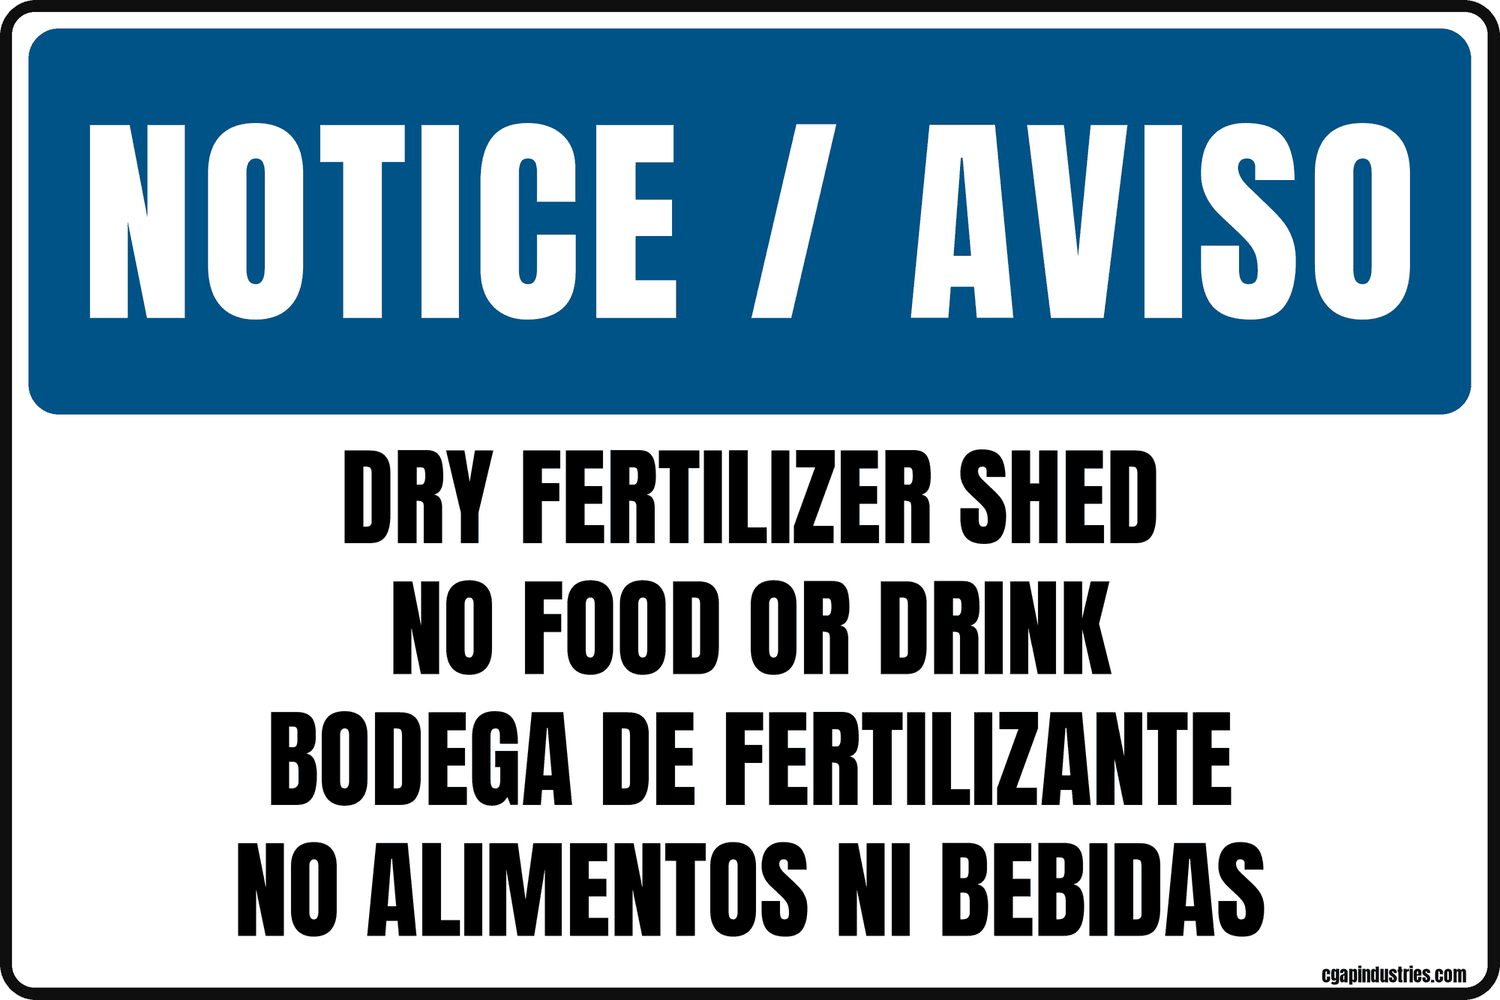 NOTICE / AVISO
DRY FERTILIZER SHED
NO FOOD OR DRINK
BODEGA DE FERTILIZANTE
NO ALIMENTOS NI BEBIDAS
cgapindustries.com